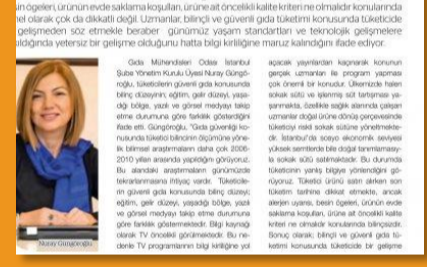 sin ögeleri, ürünün evde saklama koşulları, ürüne ait öncelikli kalite kriteri ne olmalıdır konularında
nel olarak çok da dikkatli değil. Uzmanlar, bilinçli ve güvenli gıda tüketimi konusunda tüketicide
gelişmeden söz etmekle beraber günümüz yaşam standartları ve teknolojik gelişmelere
aldığında yetersiz bir gelişme olduğunu hatta bilgi kirliliğine maruz kalındığını ifade ediyor.
Gıda Mühendisleri Odası İstanbul
Şube Yönetim Kurulu Üyesi Nuray Güngö-
roğlu, tüketicilerin güvenli gıda konusunda
bilinç düzeyinin; eğitim, gelir düzeyi, yaşa-
dığı bölge, yazılı ve görsel medyayı takip
etme durumuna göre farklılık gösterdiğini
ifade etti. Güngöroğlu, "Gıda güvenliği ko-
nusunda tüketici bilincinin ölçümüne yöne-
lik bilimsel araştırmaların daha çok 2006-
2010 yılları arasında yapıldığını görüyoruz.
Bu alandaki araştırmaların günümüzde
tekrarlanmasına ihtiyaç vardır. Tüketicile-
rin güvenli gıda konusunda bilinç düzeyi;
eğitim, gelir düzeyi, yaşadığı bölge, yazılı
ve görsel medyayı takip etme durumuna
göre farklılık göstermektedir. Bilgi kaynağı
olarak TV öncelikli görülmektedir. Bu ne-
denle TV programlarının bilgi kirliliğine yol
açacak yayınlardan kaçınarak konunun
gerçek uzmanları ile program yapması
çok önemli bir konudur. Ülkemizde halen
sokak sütü ve işlenmiş süt tartışması ya-
şanmakta, özellikle sağlık alanında çalışan
uzmanlar doğal ürüne dönüş çerçevesinde
tüketiciyi riskli sokak sütüne yöneltmekte-
dir. İstanbul'da sosyo ekonomik seviyesi
yüksek semtlerde bile doğal tanımlamasıy-
la sokak sütü satılmaktadır. Bu durumda
tüketicinin yanlış bilgiye yönlendiğini gö-
rüyoruz. Tüketici ürünü satın alırken son
tüketim tarihine dikkat etmekte, ancak
alerjen uyarısı, besin ögeleri, ürünün evde
saklama koşulları, ürüne ait öncelikli kalite
kriteri ne olmalıdır konularında bilinçsizdir.
Sonuç olarak; bilinçli ve güvenli gıda tü-
ketimi konusunda tüketicide bir gelişme
Nuray Güngöroğlu